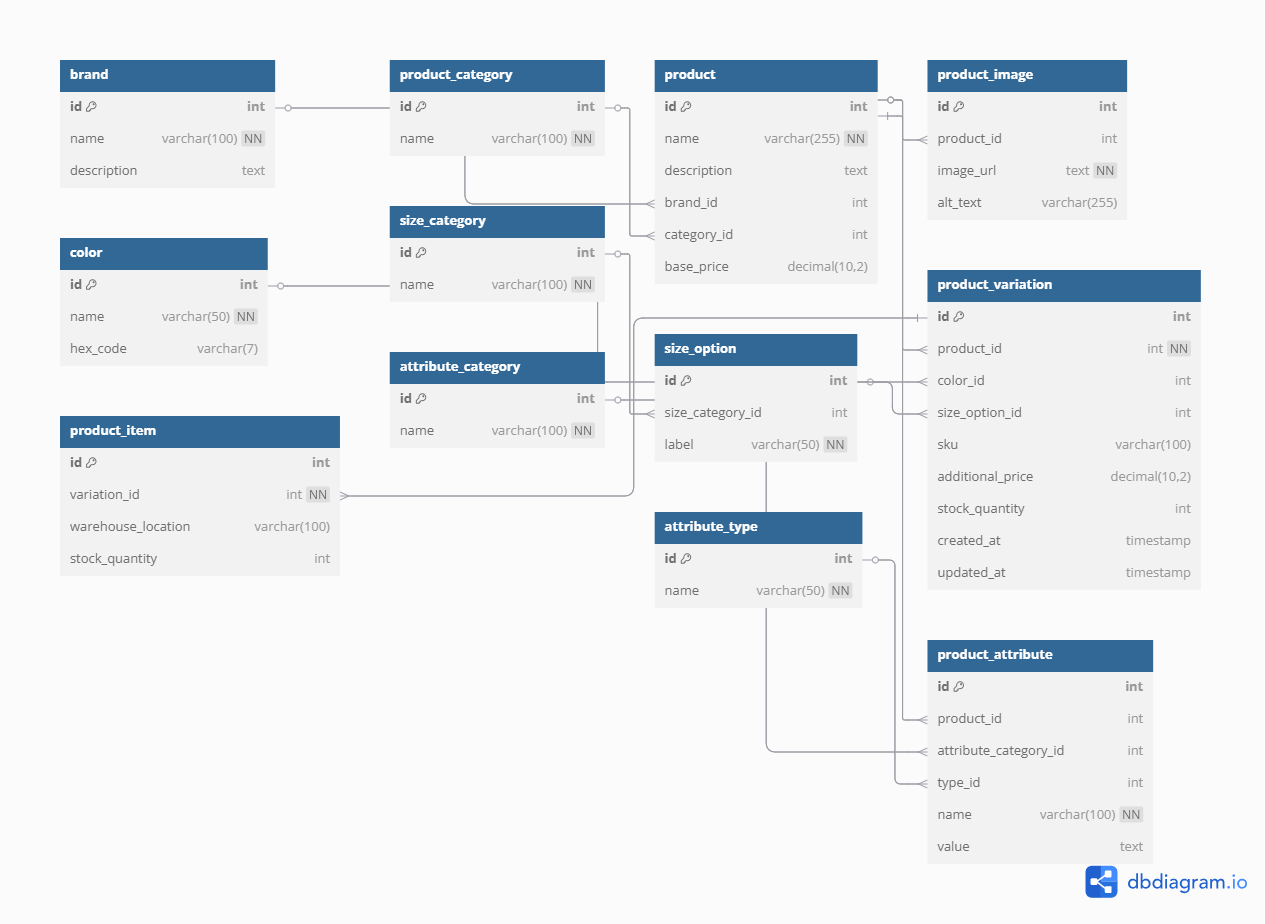 brand
id int
name varchar(100) NN
description text
product_category
id int
name varchar(100) NN
product
id int
name varchar(255) NN
description text
brand_id int
category_id int
base_price decimal(10,2)
product_image
id int
product_id int
image_url text NN
alt_text varchar(255)
size_category
id int
name varchar(100) NN
color
id int
name varchar(50) NN
hex_code varchar(7)
product_variation
id int
product_id int NN
color_id int
size_option_id int
sku varchar(100)
additional_price decimal(10,2)
stock_quantity int
created_at timestamp
updated_at timestamp
size_option
id int
size_category_id int
label varchar(50) NN
attribute_category
id int
name varchar(100) NN
product_item
id int
variation_id int NN
warehouse_location varchar(100)
stock_quantity int
attribute_type
id int
name varchar(50) NN
product_attribute
id int
product_id int
attribute_category_id int
type_id int
name varchar(100) NN
value text
dbdiagram.io